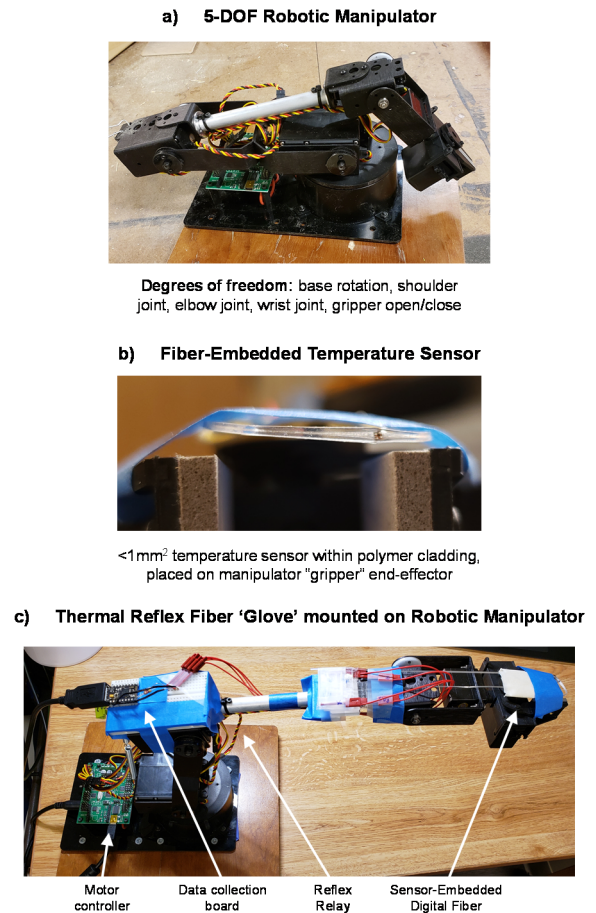 a) 5-DOF Robotic Manipulator
Degrees of freedom: base rotation, shoulder
joint, elbow joint, wrist joint, gripper open/close
b) Fiber-Embedded Temperature Sensor
<1mm² temperature sensor within polymer cladding,
placed on manipulator "gripper" end-effector
c) Thermal Reflex Fiber ‘Glove’ mounted on Robotic Manipulator
Motor
controller
Data collection
board
Reflex
Relay
Sensor-Embedded
Digital Fiber